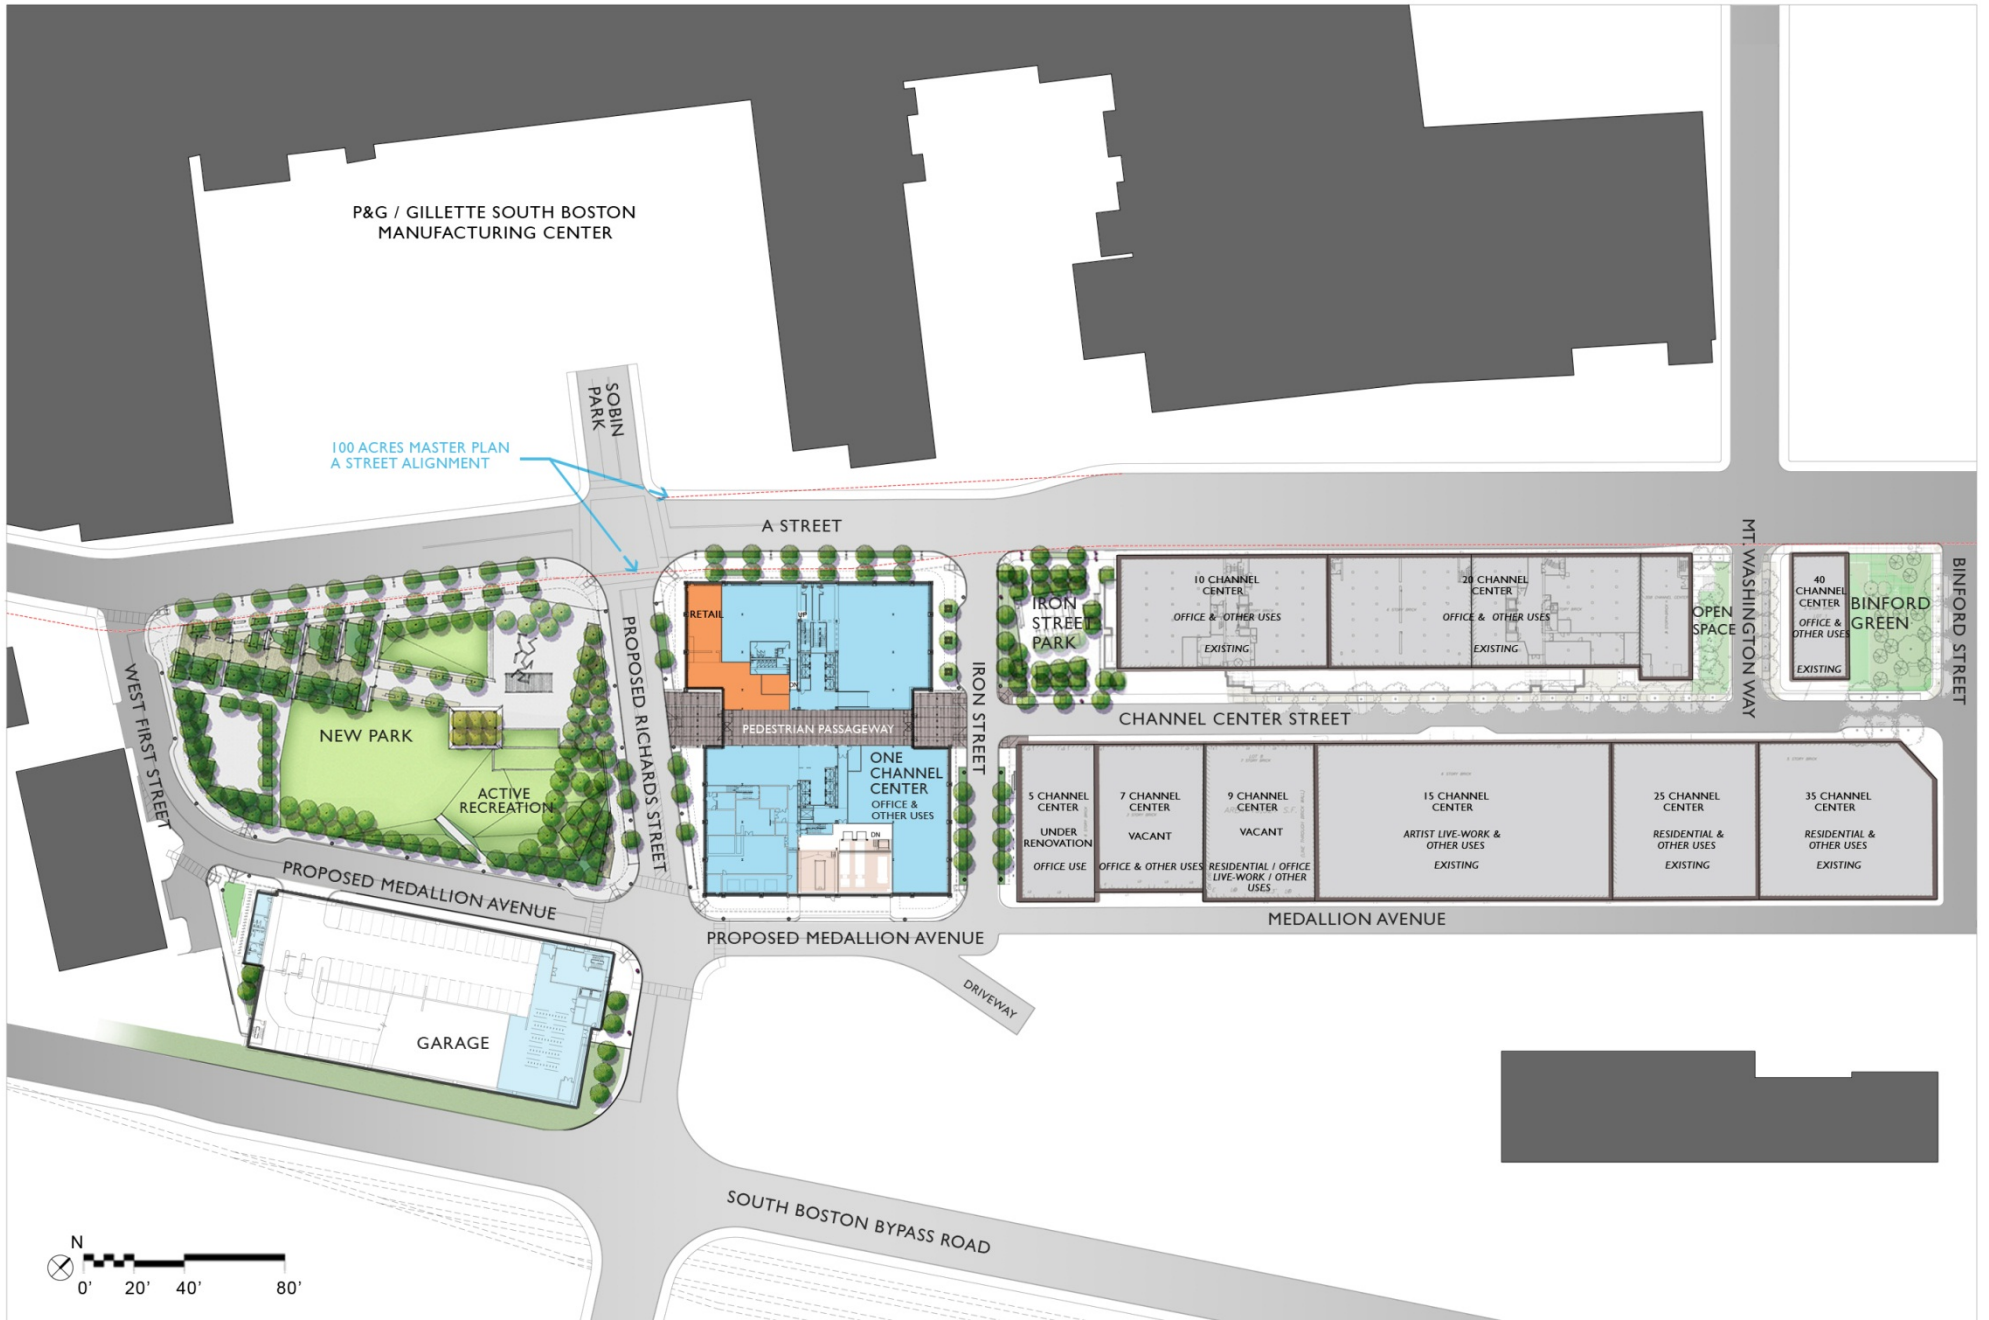 P&G / GILLETTE SOUTH BOSTON
MANUFACTURING CENTER
SOBIN
PARK
100 ACRES MASTER PLAN
A STREET ALIGNMENT
A STREET
MT. WASHINGTON WAY
BINFORD STREET
10 CHANNEL
CENTER
OFFICE & OTHER USES
EXISTING
20 CHANNEL
CENTER
OFFICE & OTHER USES
EXISTING
40
CHANNEL
CENTER
OFFICE &
OTHER USES
EXISTING
BINFORD
GREEN
OPEN
SPACE
IRON
STREET
PARK
RETAIL
UP
DN
WEST FIRST STREET
PROPOSED RICHARDS STREET
IRON STREET
NEW PARK
PEDESTRIAN PASSAGEWAY
CHANNEL CENTER STREET
ACTIVE
RECREATION
ONE
CHANNEL
CENTER
OFFICE &
OTHER USES
DN
5 CHANNEL
CENTER
UNDER
RENOVATION
OFFICE USE
7 CHANNEL
CENTER
VACANT
OFFICE & OTHER USES
9 CHANNEL
CENTER
VACANT
RESIDENTIAL / OFFICE
LIVE-WORK / OTHER
USES
15 CHANNEL
CENTER
ARTIST LIVE-WORK &
OTHER USES
EXISTING
25 CHANNEL
CENTER
RESIDENTIAL &
OTHER USES
EXISTING
35 CHANNEL
CENTER
RESIDENTIAL &
OTHER USES
EXISTING
PROPOSED MEDALLION AVENUE
PROPOSED MEDALLION AVENUE
MEDALLION AVENUE
DRIVEWAY
GARAGE
SOUTH BOSTON BYPASS ROAD
N
0' 20' 40' 80'